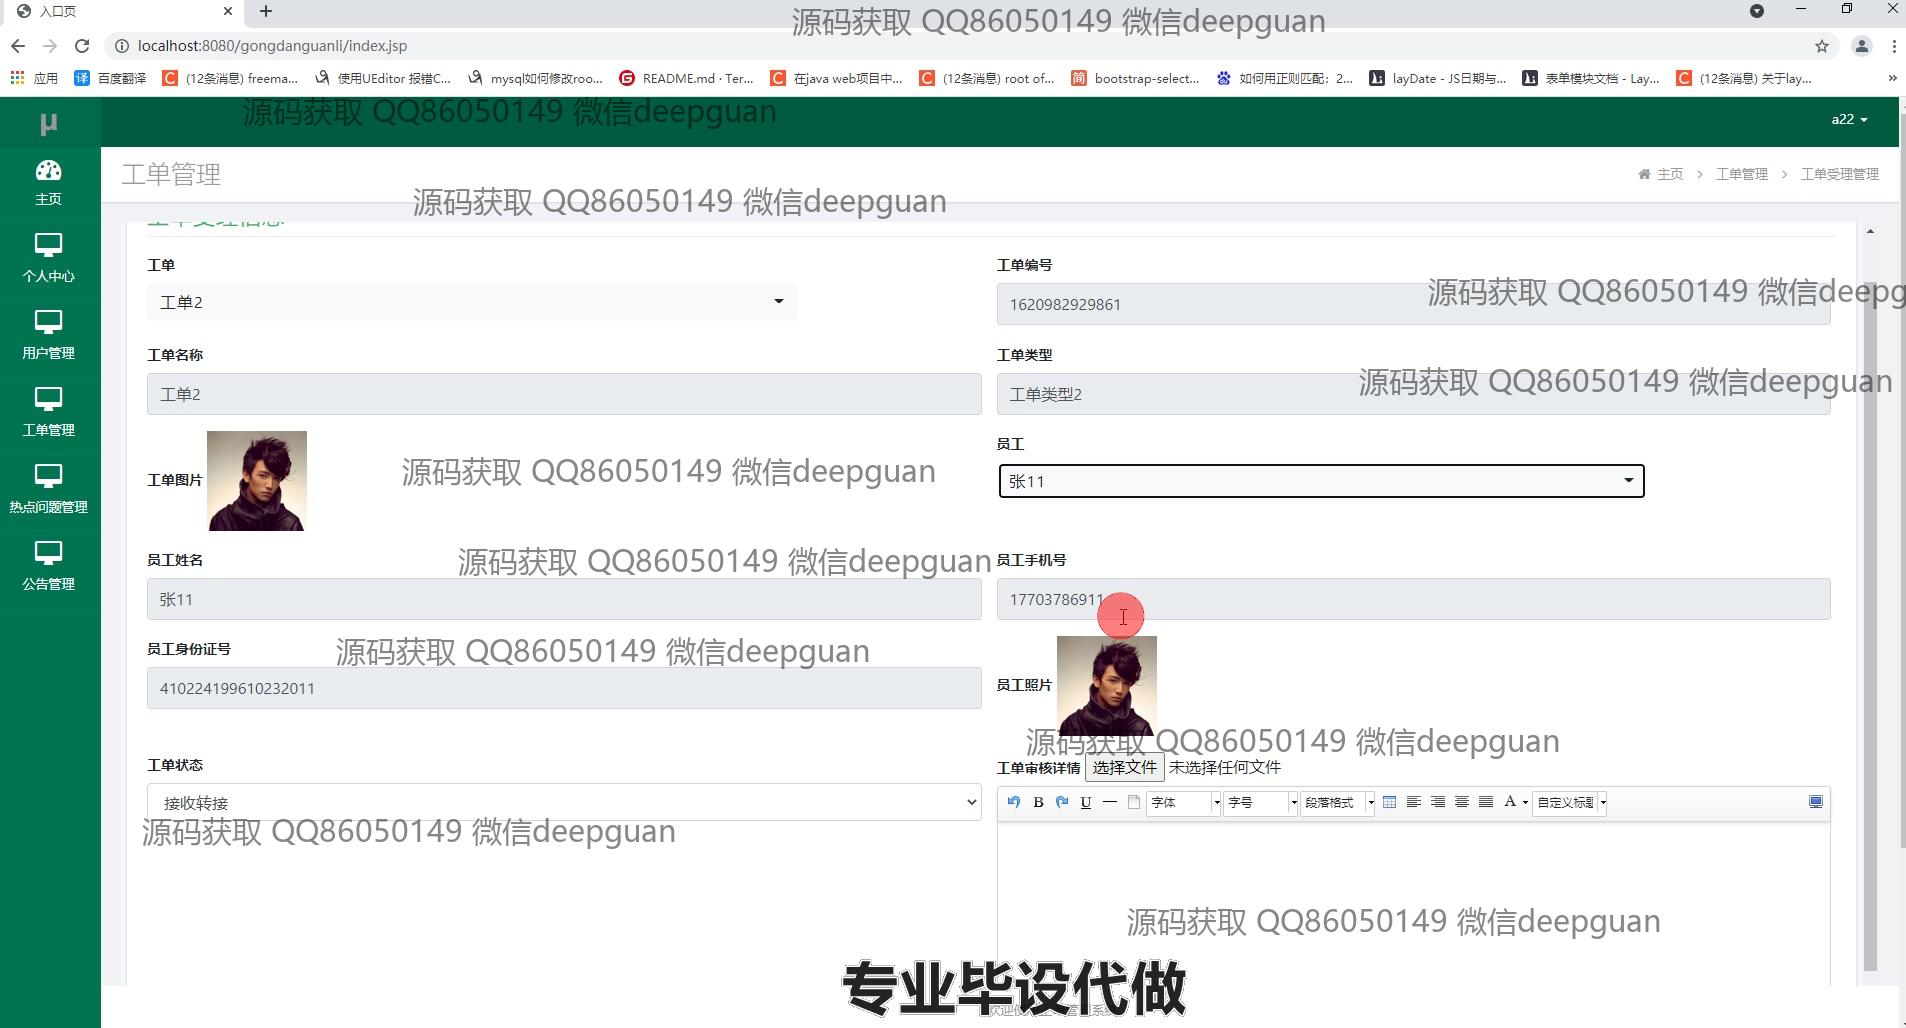 入口页
源码获取 QQ86050149 微信deepguan
localhost:8080/gongdanguanli/index.jsp
应用 百度翻译 (12条消息) freema... 使用UEditor 报错C... mysql如何修改roo... README.md · Ter... 在java web项目中... (12条消息) root of... bootstrap-select... 如何用正则匹配：2... layDate - JS日期与... 表单模块文档 - Lay... (12条消息) 关于lay...
源码获取 QQ86050149 微信deepguan
µ
a22
主页
工单管理
主页 > 工单管理 > 工单受理管理
源码获取 QQ86050149 微信deepguan
工单受理信息
个人中心
工单
工单编号
工单2
1620982929861
源码获取 QQ86050149 微信deepg
用户管理
工单名称
工单类型
工单2
工单类型2
源码获取 QQ86050149 微信deepguan
工单管理
员工
工单图片
张11
源码获取 QQ86050149 微信deepguan
热点问题管理
员工姓名
员工手机号
源码获取 QQ86050149 微信deepguan
公告管理
张11
17703786911
员工身份证号
源码获取 QQ86050149 微信deepguan
410224199610232011
员工照片
源码获取 QQ86050149 微信deepguan
工单状态
工单审核详情 选择文件 未选择任何文件
接收转接
B U 字体 字号 段落格式 A 自定义标题
源码获取 QQ86050149 微信deepguan
源码获取 QQ86050149 微信deepguan
专业毕设代做